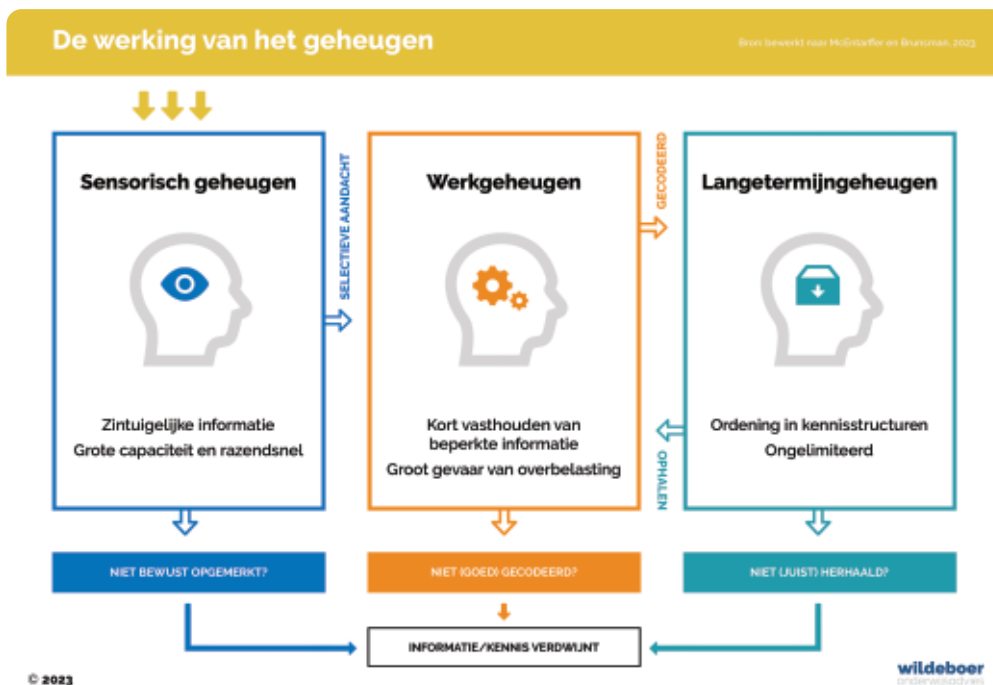 De werking van het geheugen
Bron: bewerkt naar McEntarffer en Brunsman, 2023
Sensorisch geheugen
SELECTIEVE AANDACHT
Werkgeheugen
GECODEERD
Langetermijngeheugen
Zintuigelijke informatie
Grote capaciteit en razendsnel
Kort vasthouden van
beperkte informatie
Groot gevaar van overbelasting
OPHALEN
Ordening in kennisstructuren
Ongelimiteerd
NIET BEWUST OPGEMERKT?
NIET (GOED) GECODEERD?
NIET (JUIST) HERHAALD?
INFORMATIE/KENNIS VERDWIJNT
© 2023
wildeboer
onderwijsadvies